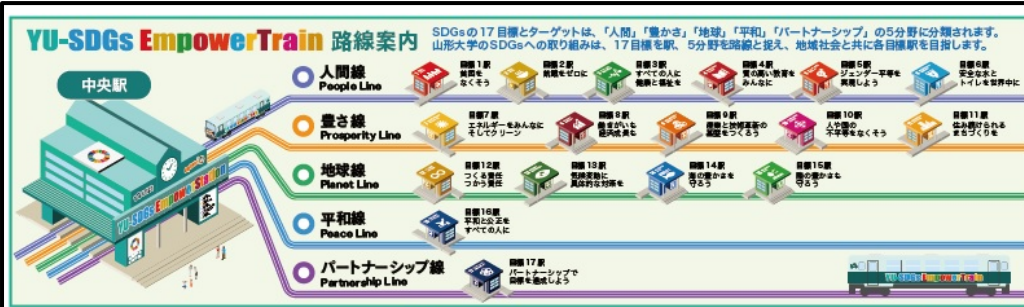 YU-SDGs EmpowerTrain 路線案内
SDGsの17目標とターゲットは、「人間」「豊かさ」「地球」「平和」「パートナーシップ」の5分野に分類されます。
山形大学のSDGsへの取り組みは、17目標を駅、5分野を路線と捉え、地域社会と共に各目標駅を目指します。
中央駅
YU-SDGs EmpowerStation
人間線
People Line
目標1駅
貧困を
なくそう
目標2駅
飢餓をゼロに
目標3駅
すべての人に
健康と福祉を
目標4駅
質の高い教育を
みんなに
目標5駅
ジェンダー平等を
実現しよう
目標6駅
安全な水と
トイレを世界中に
豊さ線
Prosperity Line
目標7駅
エネルギーをみんなに
そしてクリーン
目標8駅
働きがいも
経済成長も
目標9駅
産業と技術革新の
基盤をつくろう
目標10駅
人や国の
不平等をなくそう
目標11駅
住み続けられる
まちづくりを
地球線
Planet Line
目標12駅
つくる責任
つかう責任
目標13駅
気候変動に
具体的な対策を
目標14駅
海の豊かさを
守ろう
目標15駅
陸の豊かさも
守ろう
平和線
Peace Line
目標16駅
平和と公正を
すべての人に
パートナーシップ線
Partnership Line
目標17駅
パートナーシップで
目標を達成しよう
YU-SDGs EmpowerTrain